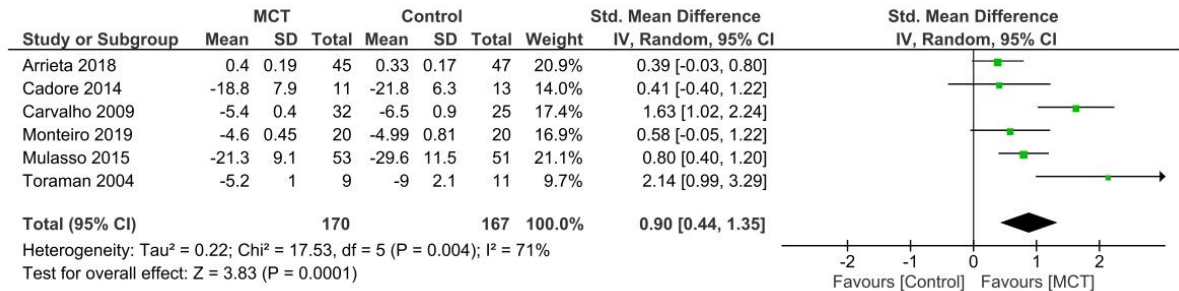 MCT Control Std. Mean Difference Std. Mean Difference
Study or Subgroup Mean SD Total Mean SD Total Weight IV, Random, 95% CI IV, Random, 95% CI
Arrieta 2018 0.4 0.19 45 0.33 0.17 47 20.9% 0.39 [-0.03, 0.80]
Cadore 2014 -18.8 7.9 11 -21.8 6.3 13 14.0% 0.41 [-0.40, 1.22]
Carvalho 2009 -5.4 0.4 32 -6.5 0.9 25 17.4% 1.63 [1.02, 2.24]
Monteiro 2019 -4.6 0.45 20 -4.99 0.81 20 16.9% 0.58 [-0.05, 1.22]
Mulasso 2015 -21.3 9.1 53 -29.6 11.5 51 21.1% 0.80 [0.40, 1.20]
Toraman 2004 -5.2 1 9 -9 2.1 11 9.7% 2.14 [0.99, 3.29]
Total (95% CI) 170 167 100.0% 0.90 [0.44, 1.35]
Heterogeneity: Tau² = 0.22; Chi² = 17.53, df = 5 (P = 0.004); I² = 71%
Test for overall effect: Z = 3.83 (P = 0.0001)
-2 -1 0 1 2
Favours [Control] Favours [MCT]